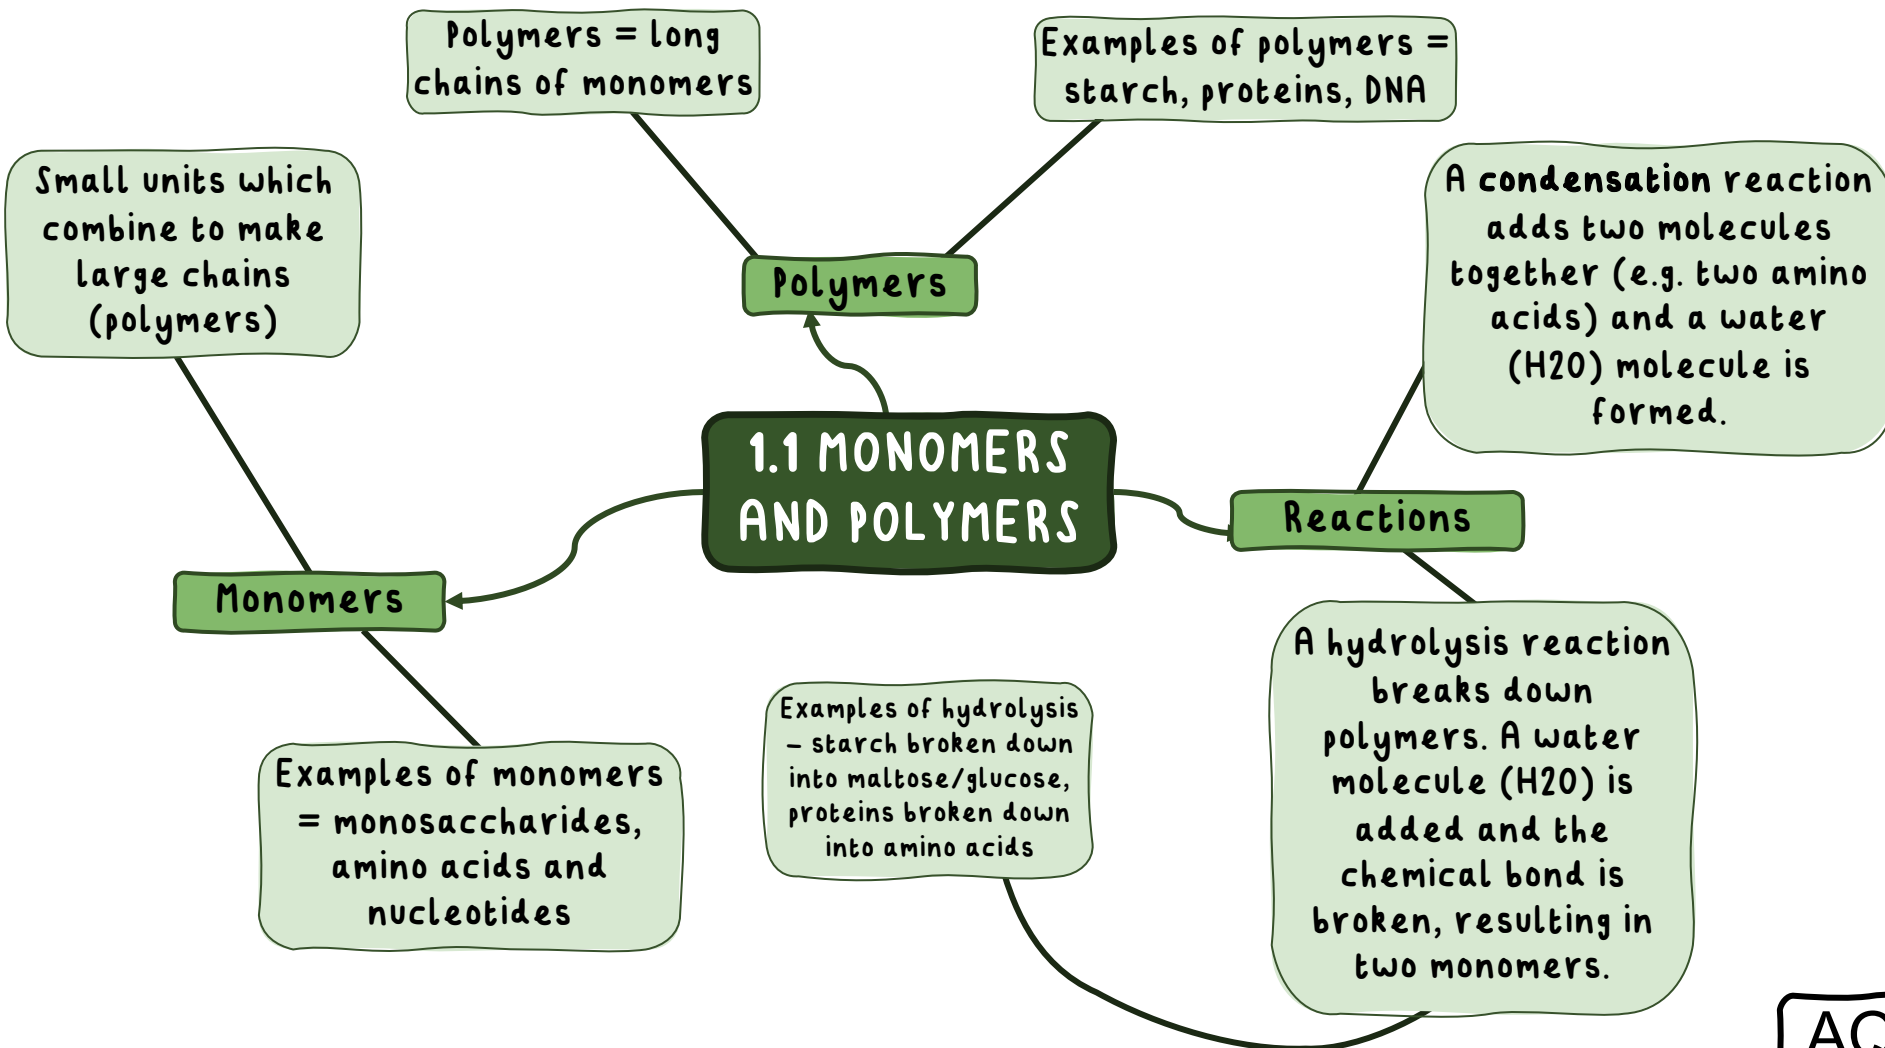 Polymers = long
chains of monomers
Examples of polymers =
starch, proteins, DNA
Small units which
combine to make
large chains
(polymers)
A condensation reaction
adds two molecules
together (e.g. two amino
acids) and a water
(H20) molecule is
formed.
Polymers
1.1 MONOMERS
AND POLYMERS
Reactions
Monomers
A hydrolysis reaction
breaks down
polymers. A water
molecule (H20) is
added and the
chemical bond is
broken, resulting in
two monomers.
Examples of hydrolysis
– starch broken down
into maltose/glucose,
proteins broken down
into amino acids
Examples of monomers
= monosaccharides,
amino acids and
nucleotides